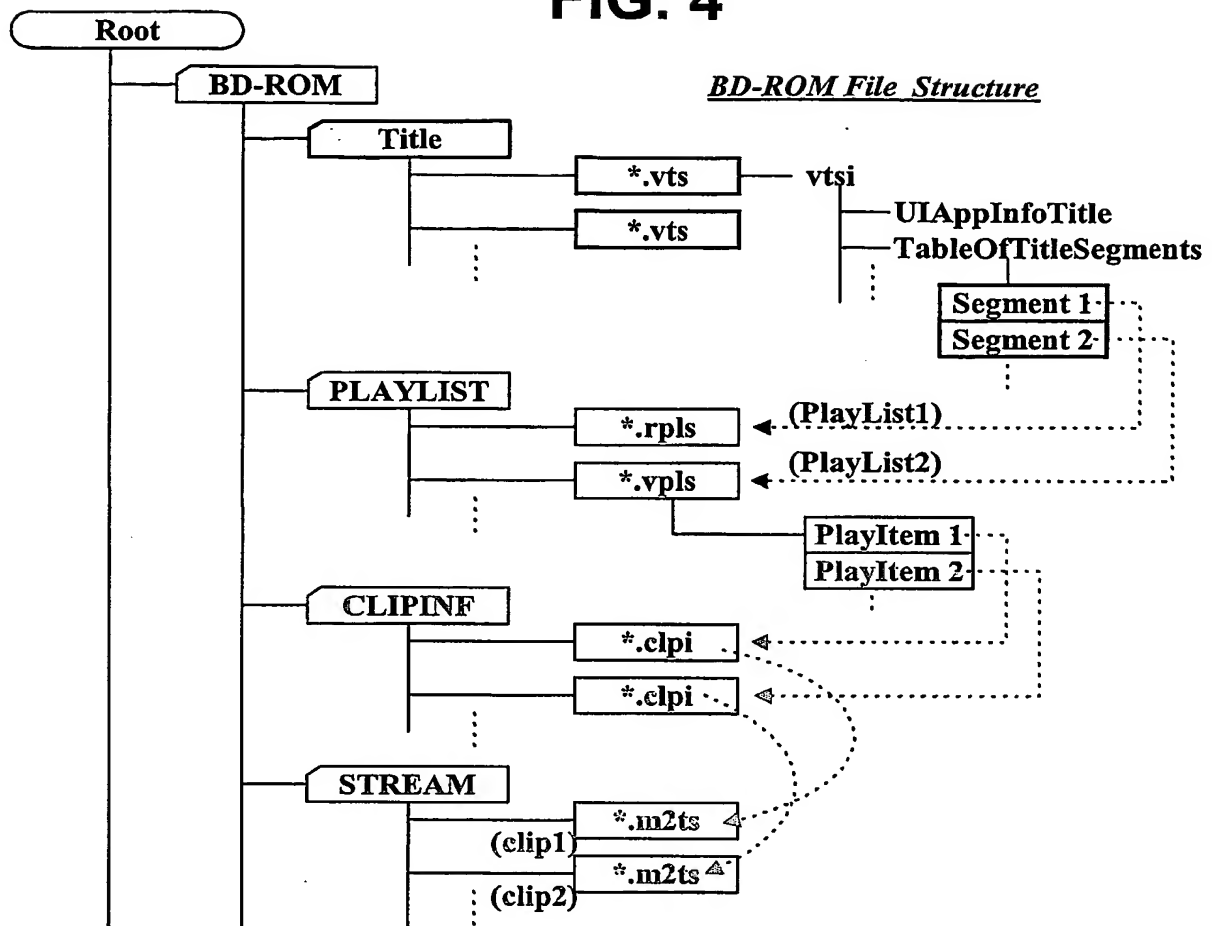 FIG. 4
Root
BD-ROM
BD-ROM File Structure
Title
*.vts
vtsi
*.vts
UIAppInfoTitle
TableOfTitleSegments
Segment 1
Segment 2
PLAYLIST
*.rpls
(PlayList1)
*.vpls
(PlayList2)
PlayItem 1
PlayItem 2
CLIPINF
*.clpi
*.clpi
STREAM
*.m2ts
(clip1)
*.m2ts
(clip2)